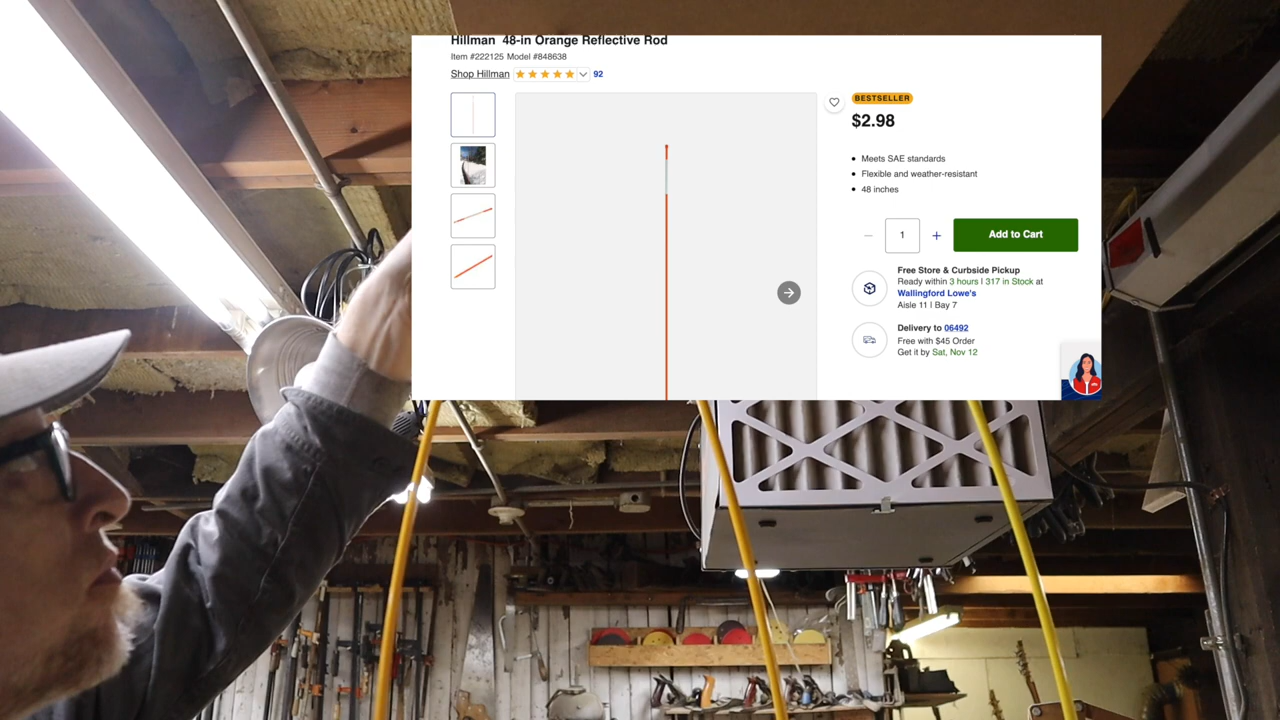 Hillman 48-in Orange Reflective Rod
Item #222125 Model #848638
Shop Hillman 92
BESTSELLER
$2.98
Meets SAE standards
Flexible and weather-resistant
48 inches
1
Add to Cart
Free Store & Curbside Pickup
Ready within 3 hours | 317 in Stock at
Wallingford Lowe's
Aisle 11 | Bay 7
Delivery to 06492
Free with $45 Order
Get it by Sat, Nov 12